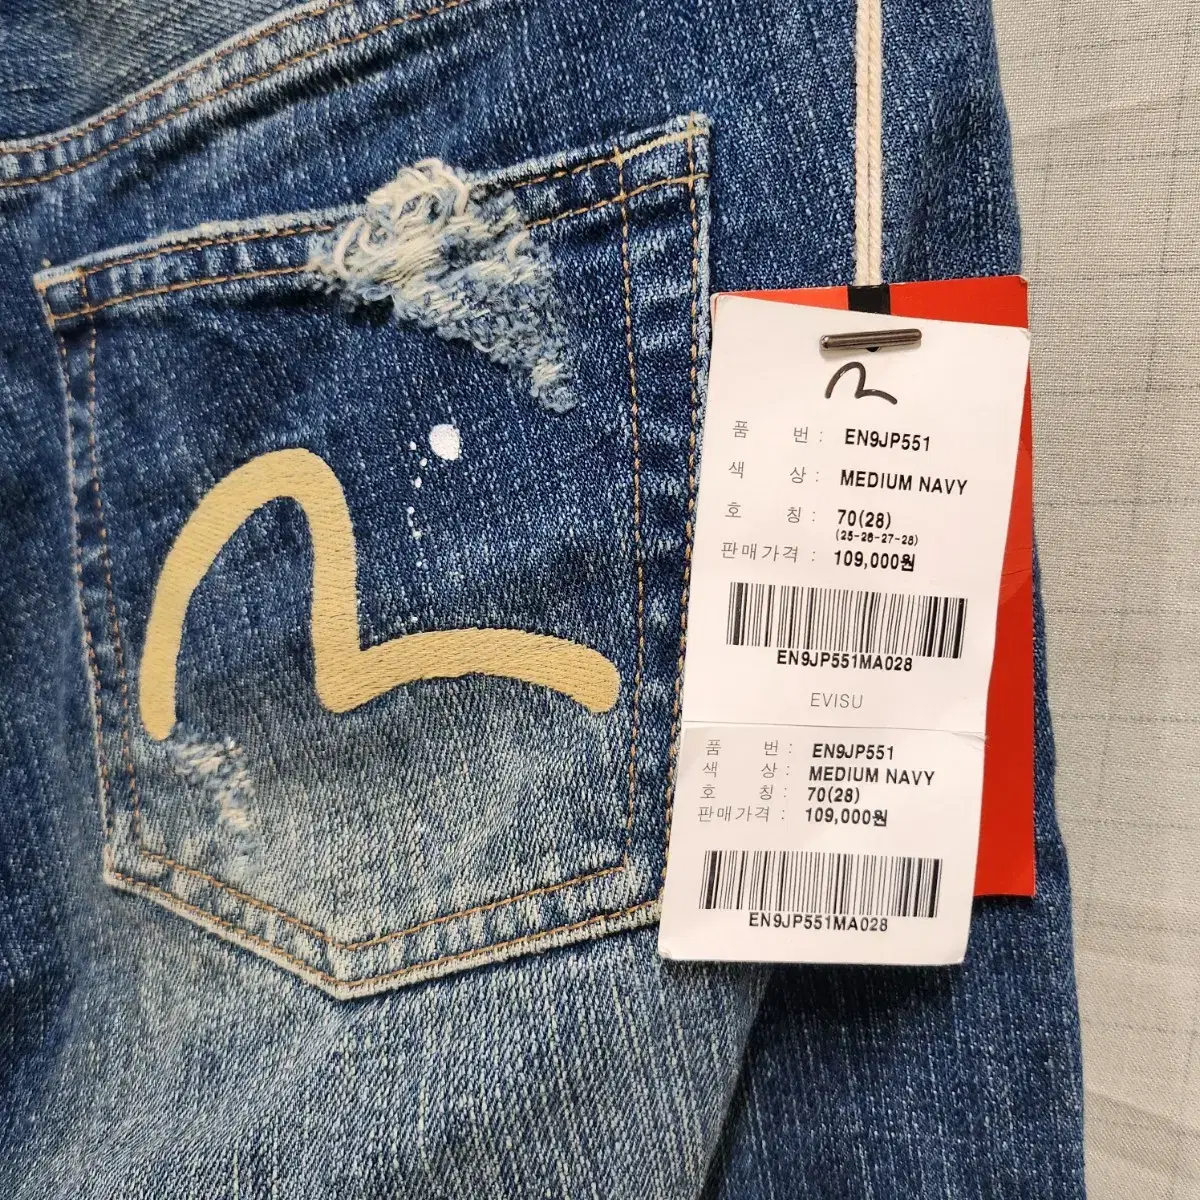 품 번 : EN9JP551
색 상 : MEDIUM NAVY
호 칭 : 70(28)
(25-26-27-28)
판매가격 : 109,000원
EN9JP551MA028
EVISU
품 번 : EN9JP551
색 상 : MEDIUM NAVY
호 칭 : 70(28)
판매가격 : 109,000원
EN9JP551MA028